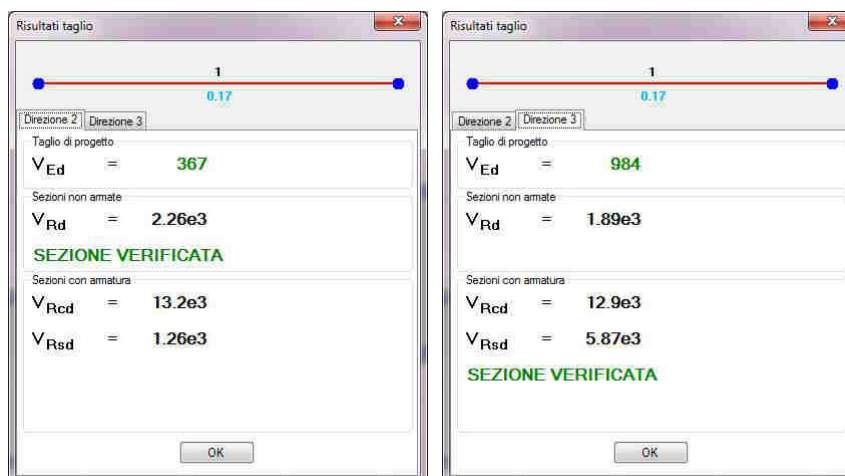 Risultati taglio
1
0.17
Direzione 2 Direzione 3
Taglio di progetto
VEd = 367
Sezioni non armate
VRd = 2.26e3
SEZIONE VERIFICATA
Sezioni con armatura
VRcd = 13.2e3
VRsd = 1.26e3
OK
Risultati taglio
1
0.17
Direzione 2 Direzione 3
Taglio di progetto
VEd = 984
Sezioni non armate
VRd = 1.89e3
Sezioni con armatura
VRcd = 12.9e3
VRsd = 5.87e3
SEZIONE VERIFICATA
OK